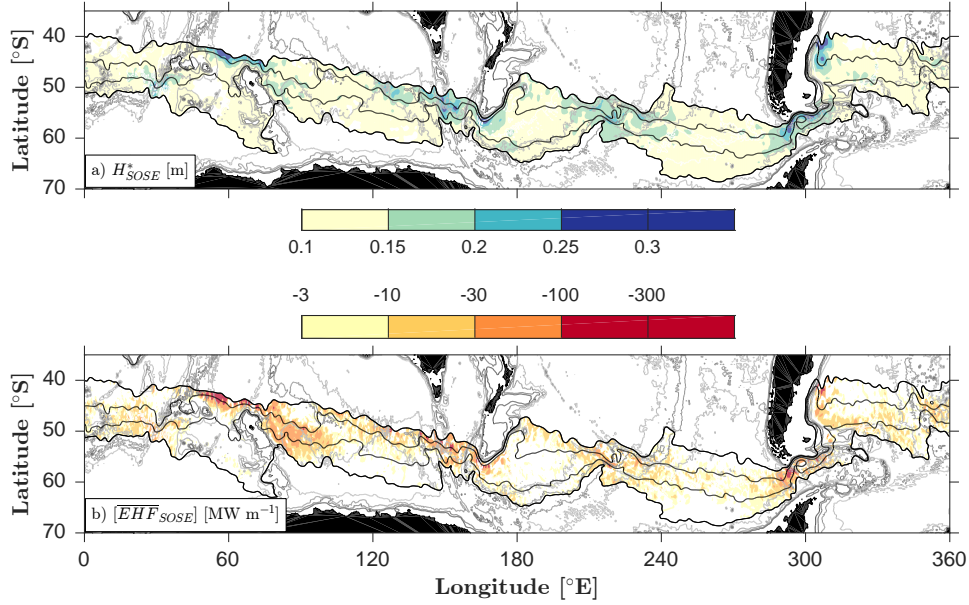 40
50
60
70
Latitude [°S]
a) H*SOSE [m]
0.1 0.15 0.2 0.25 0.3
-3 -10 -30 -100 -300
40
50
60
70
Latitude [°S]
b) [EHFSOSE] [MW m−1]
0 60 120 180 240 300 360
Longitude [°E]